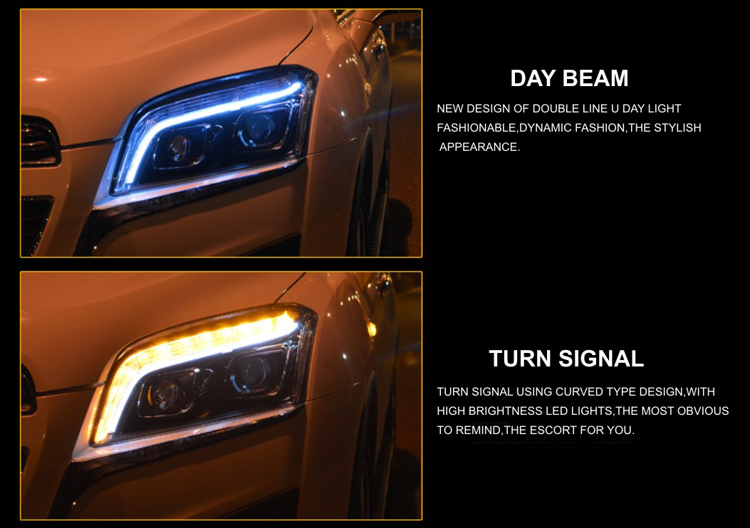 DAY BEAM
NEW DESIGN OF DOUBLE LINE U DAY LIGHT
FASHIONABLE,DYNAMIC FASHION,THE STYLISH
APPEARANCE.
TURN SIGNAL
TURN SIGNAL USING CURVED TYPE DESIGN,WITH
HIGH BRIGHTNESS LED LIGHTS,THE MOST OBVIOUS
TO REMIND,THE ESCORT FOR YOU.